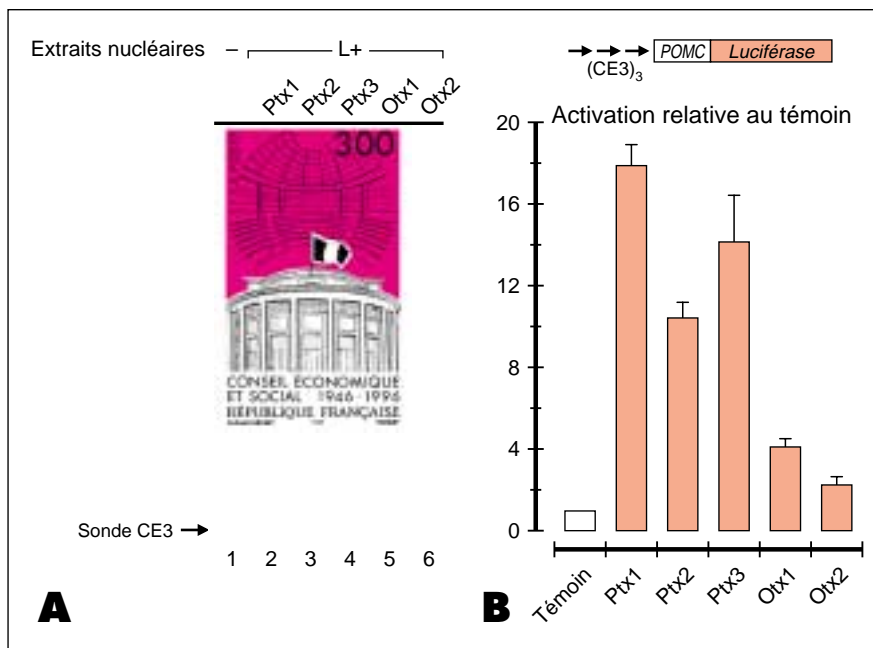 Extraits nucléaires – L+
Ptx1 Ptx2 Ptx3 Otx1 Otx2
300
CONSEIL ÉCONOMIQUE
ET SOCIAL 1946-1996
RÉPUBLIQUE FRANÇAISE
Sonde CE3
1 2 3 4 5 6
A
(CE3)3
POMC Luciférase
Activation relative au témoin
20
16
12
8
4
0
Témoin Ptx1 Ptx2 Ptx3 Otx1 Otx2
B